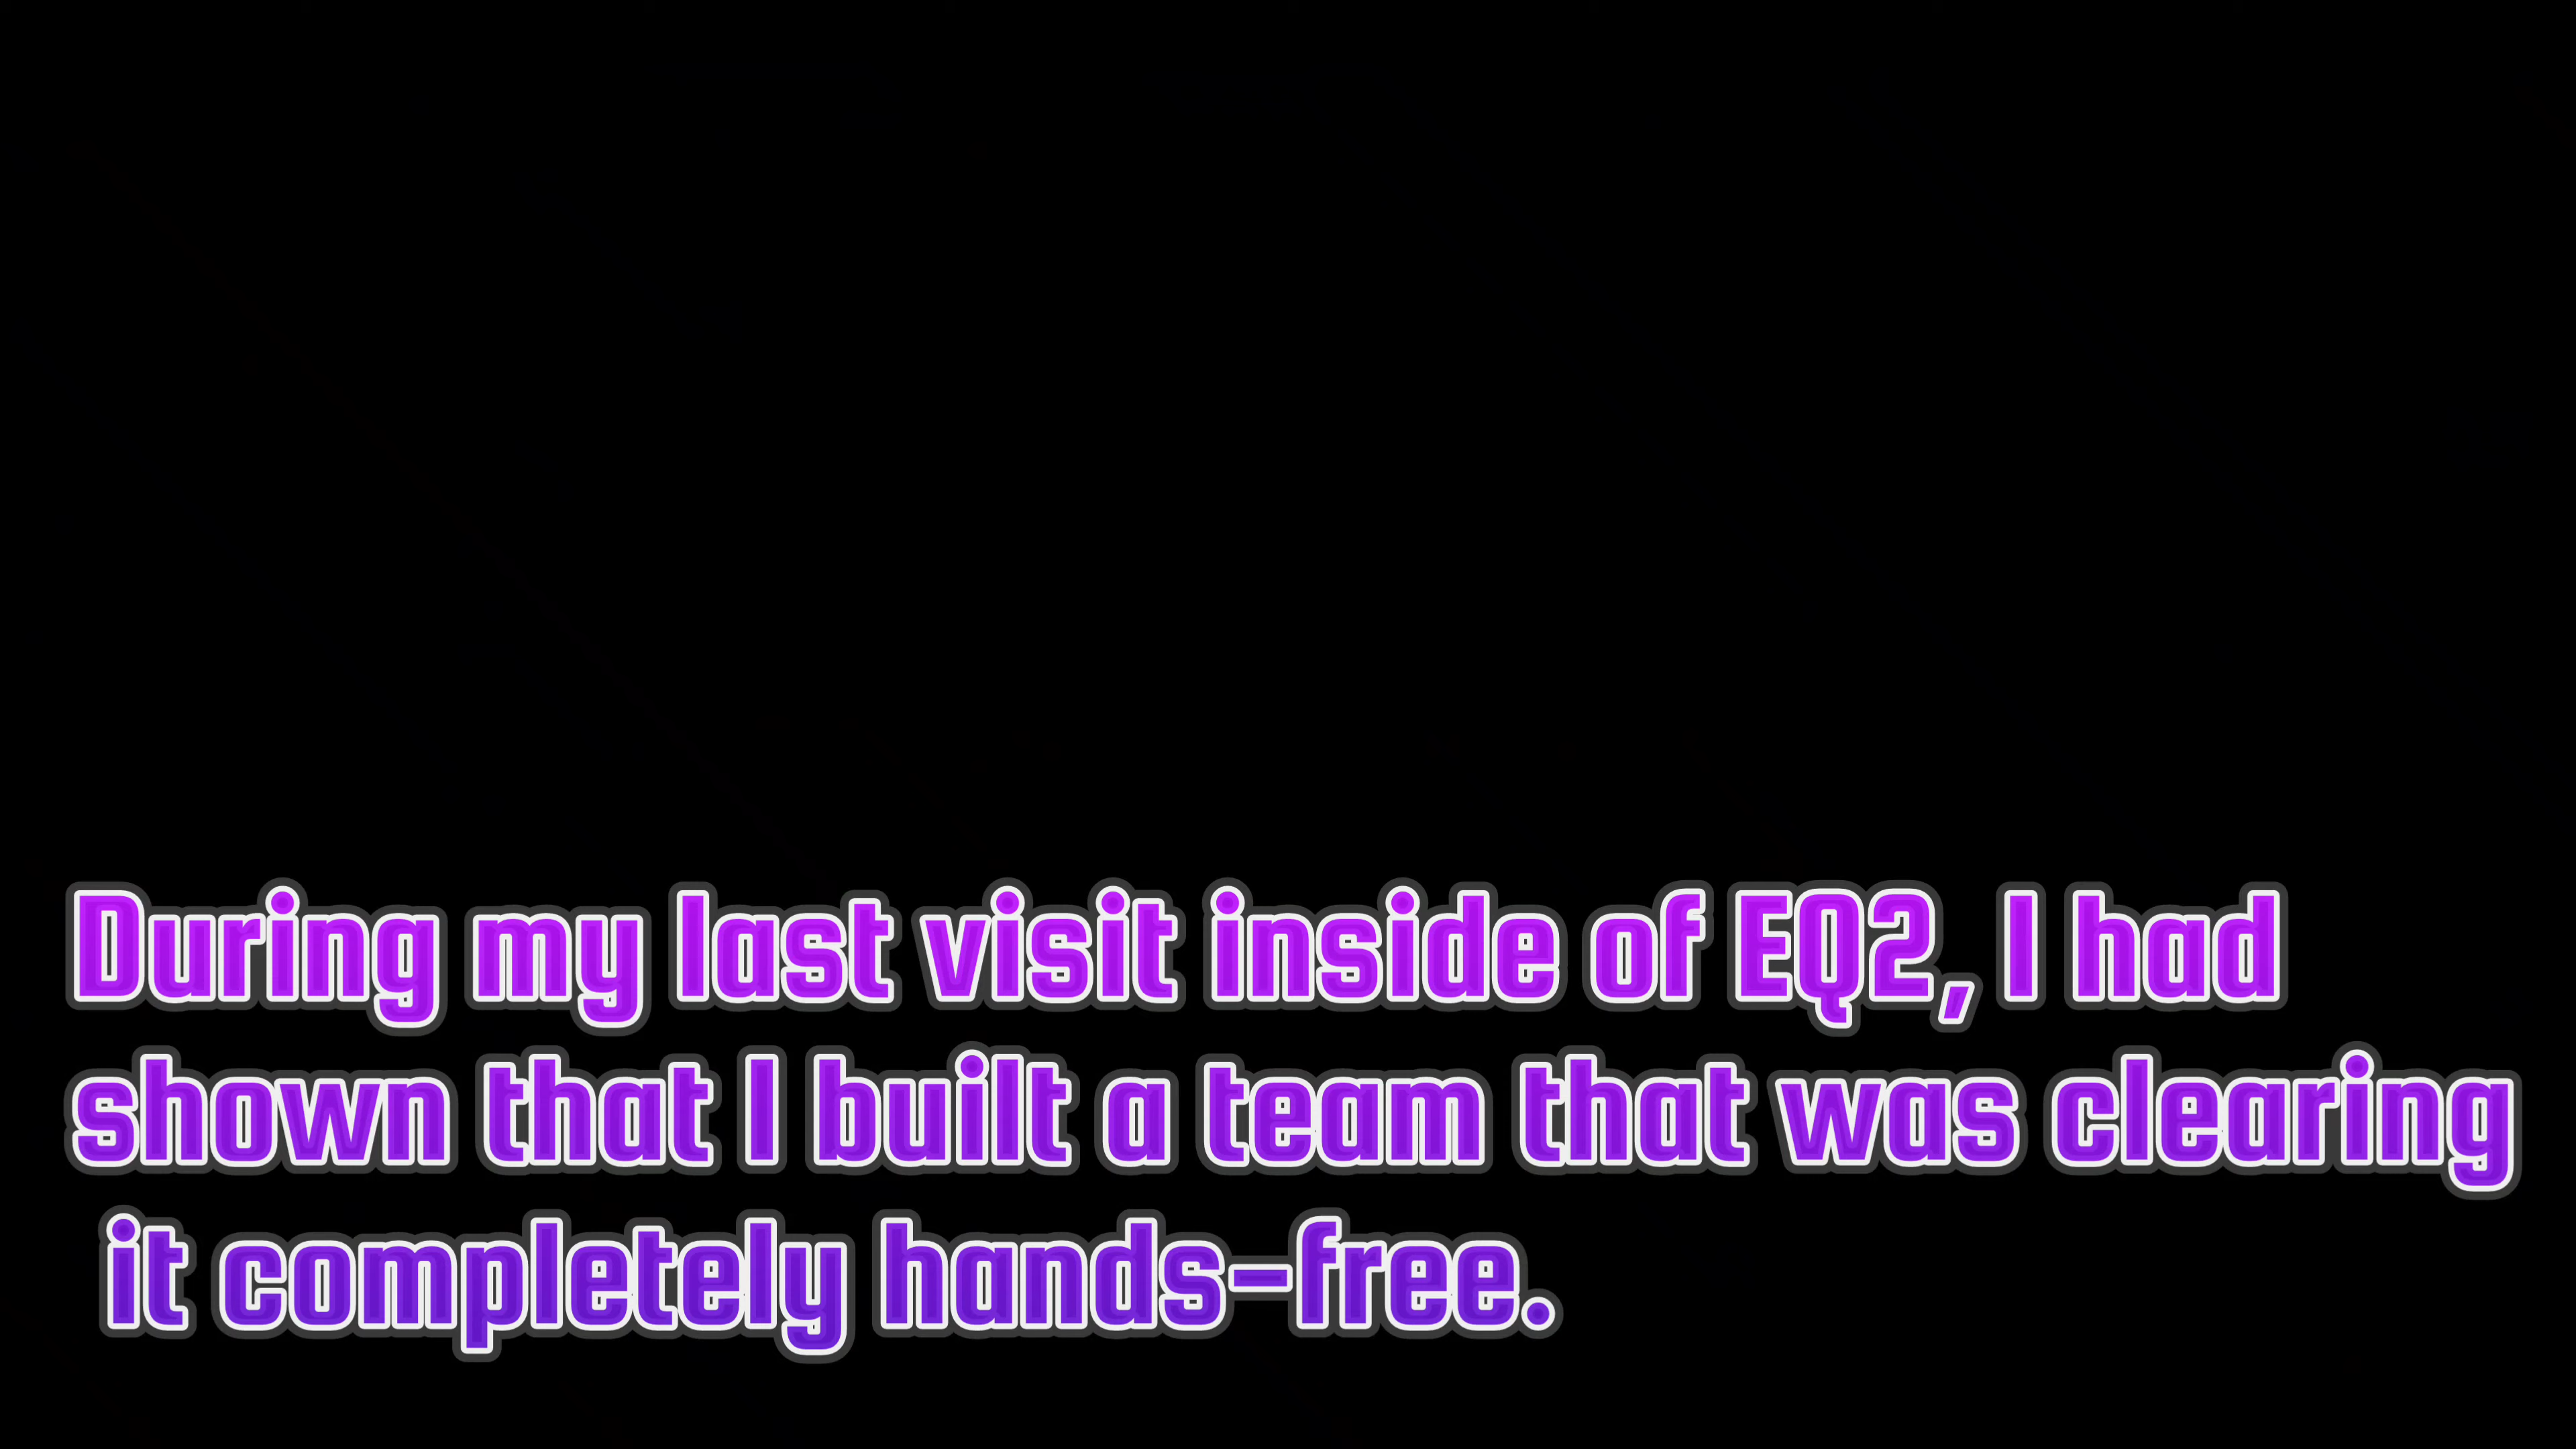 During my last visit inside of EQ2, I had
shown that I built a team that was clearing
it completely hands-free.